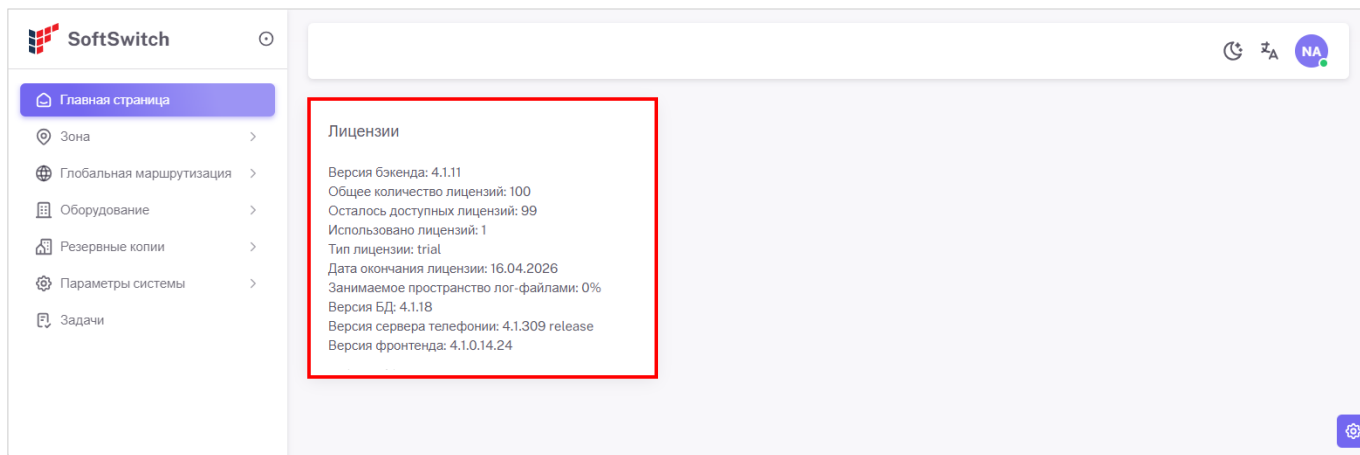 SoftSwitch
NA
Главная страница
Зона
Глобальная маршрутизация
Оборудование
Резервные копии
Параметры системы
Задачи
Лицензии
Версия бэкенда: 4.1.11
Общее количество лицензий: 100
Осталось доступных лицензий: 99
Использовано лицензий: 1
Тип лицензии: trial
Дата окончания лицензии: 16.04.2026
Занимаемое пространство лог-файлами: 0%
Версия БД: 4.1.18
Версия сервера телефонии: 4.1.309 release
Версия фронтенда: 4.1.0.14.24